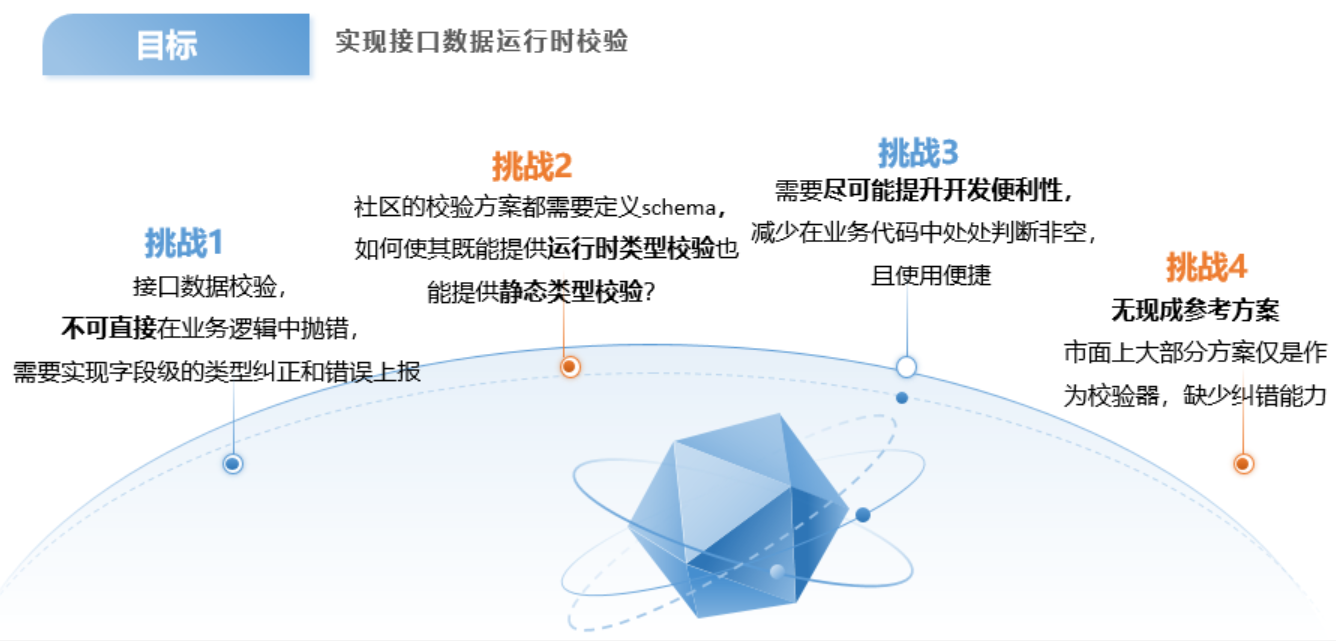 目标
实现接口数据运行时校验
挑战1
接口数据校验，
不可直接在业务逻辑中抛错，
需要实现字段级的类型纠正和错误上报
挑战2
社区的校验方案都需要定义schema，
如何使其既能提供运行时类型校验也
能提供静态类型校验？
挑战3
需要尽可能提升开发便利性，
减少在业务代码中处处判断非空，
且使用便捷
挑战4
无现成参考方案
市面上大部分方案仅是作
为校验器，缺少纠错能力